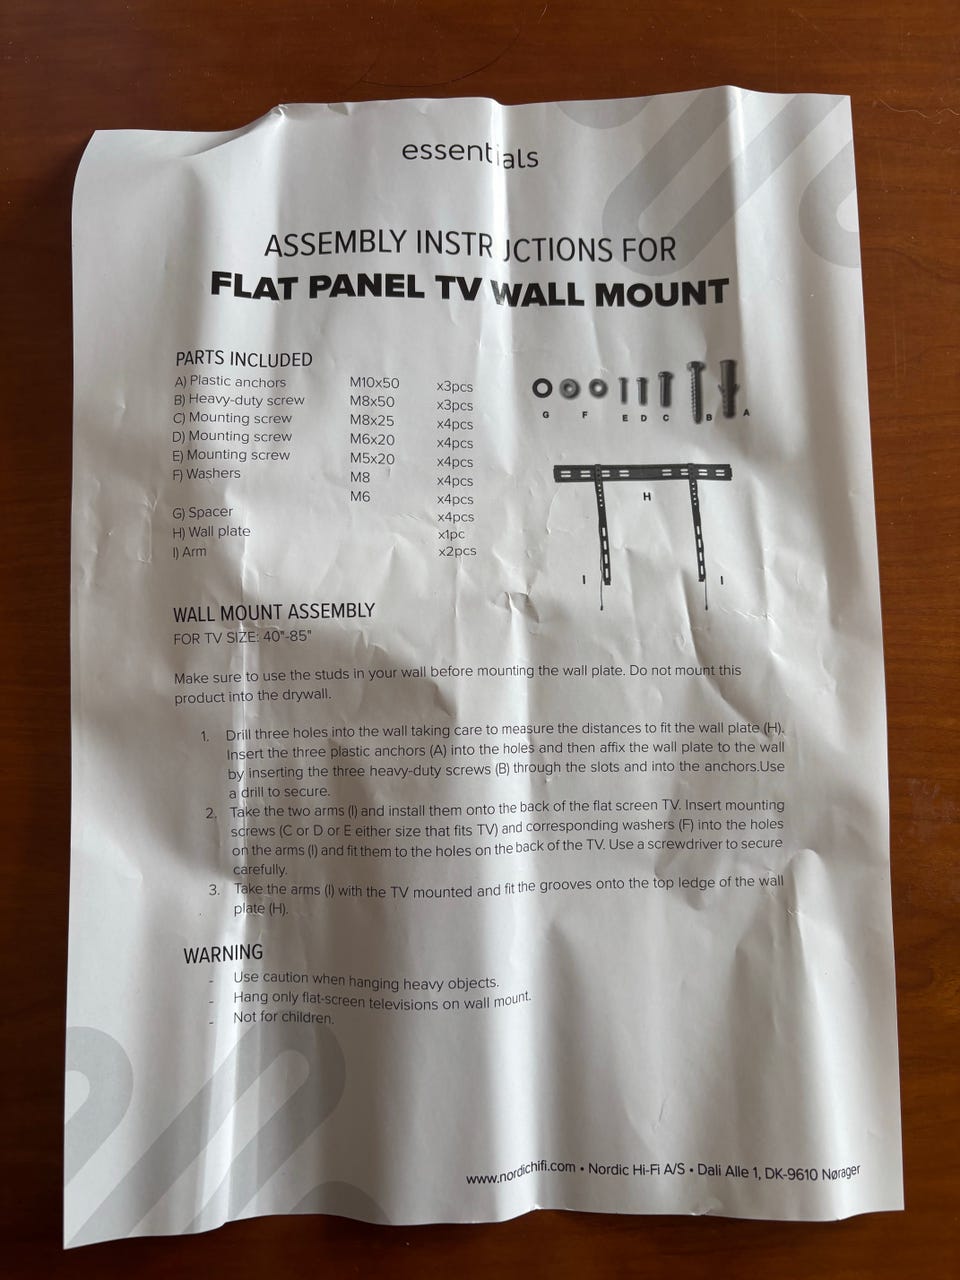 essentials
ASSEMBLY INSTRUCTIONS FOR
FLAT PANEL TV WALL MOUNT
PARTS INCLUDED
A) Plastic anchors M10x50 x3pcs
B) Heavy-duty screw M8x50 x3pcs
C) Mounting screw M8x25 x4pcs
D) Mounting screw M6x20 x4pcs
E) Mounting screw M5x20 x4pcs
F) Washers M8 x4pcs
M6 x4pcs
G) Spacer x4pcs
H) Wall plate x1pc
I) Arm x2pcs
G F E D C B A
H
I I
WALL MOUNT ASSEMBLY
FOR TV SIZE: 40"-85"
Make sure to use the studs in your wall before mounting the wall plate. Do not mount this
product into the drywall.
1. Drill three holes into the wall taking care to measure the distances to fit the wall plate (H).
Insert the three plastic anchors (A) into the holes and then affix the wall plate to the wall
by inserting the three heavy-duty screws (B) through the slots and into the anchors.Use
a drill to secure.
2. Take the two arms (I) and install them onto the back of the flat screen TV. Insert mounting
screws (C or D or E either size that fits TV) and corresponding washers (F) into the holes
on the arms (I) and fit them to the holes on the back of the TV. Use a screwdriver to secure
carefully.
3. Take the arms (I) with the TV mounted and fit the grooves onto the top ledge of the wall
plate (H).
WARNING
- Use caution when hanging heavy objects.
- Hang only flat-screen televisions on wall mount.
- Not for children.
www.nordichifi.com • Nordic Hi-Fi A/S • Dali Alle 1, DK-9610 Nørager